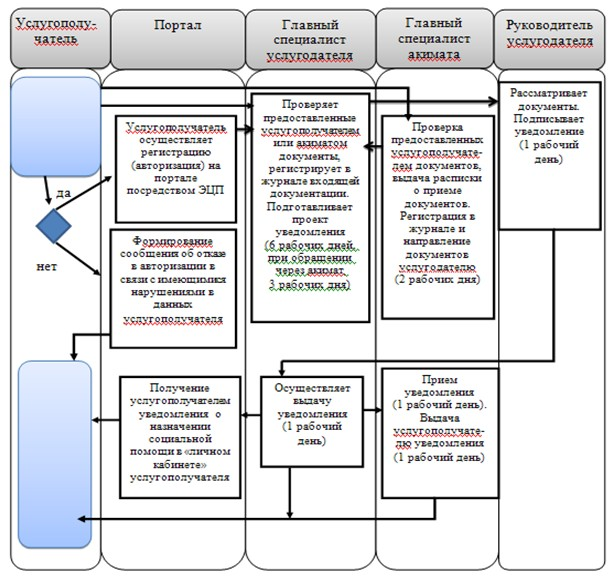 Услугополу-
чатель
Портал
Главный
специалист
услугодателя
Главный
специалист
акимата
Руководитель
услугодателя
да
нет
Услугополучатель
осуществляет
регистрацию
(авторизация) на
портале
посредством ЭЦП
Формирование
сообщения об отказе
в авторизации в
связи с имеющимися
нарушениями в
данных
услугополучателя
Проверяет
предоставленные
услугополучателем
или акиматом
документы,
регистрирует в
журнале входящей
документации.
Подготавливает
проект
уведомления
(6 рабочих дней,
при обращении
через акимат
3 рабочих дня)
Проверка
предоставленных
услугополучате-
лем документов,
выдача расписки
о приеме
документов.
Регистрация в
журнале и
направление
документов
услугодателю
(2 рабочих дня)
Рассматривает
документы.
Подписывает
уведомление
(1 рабочий
день)
Получение
услугополучателем
уведомления о
назначении
социальной
помощи в «личном
кабинете»
услугополучателя
Осуществляет
выдачу
уведомления
(1 рабочий
день)
Прием
уведомления
(1 рабочий день).
Выдача
услугополучате-
лю уведомления
(1 рабочий день)